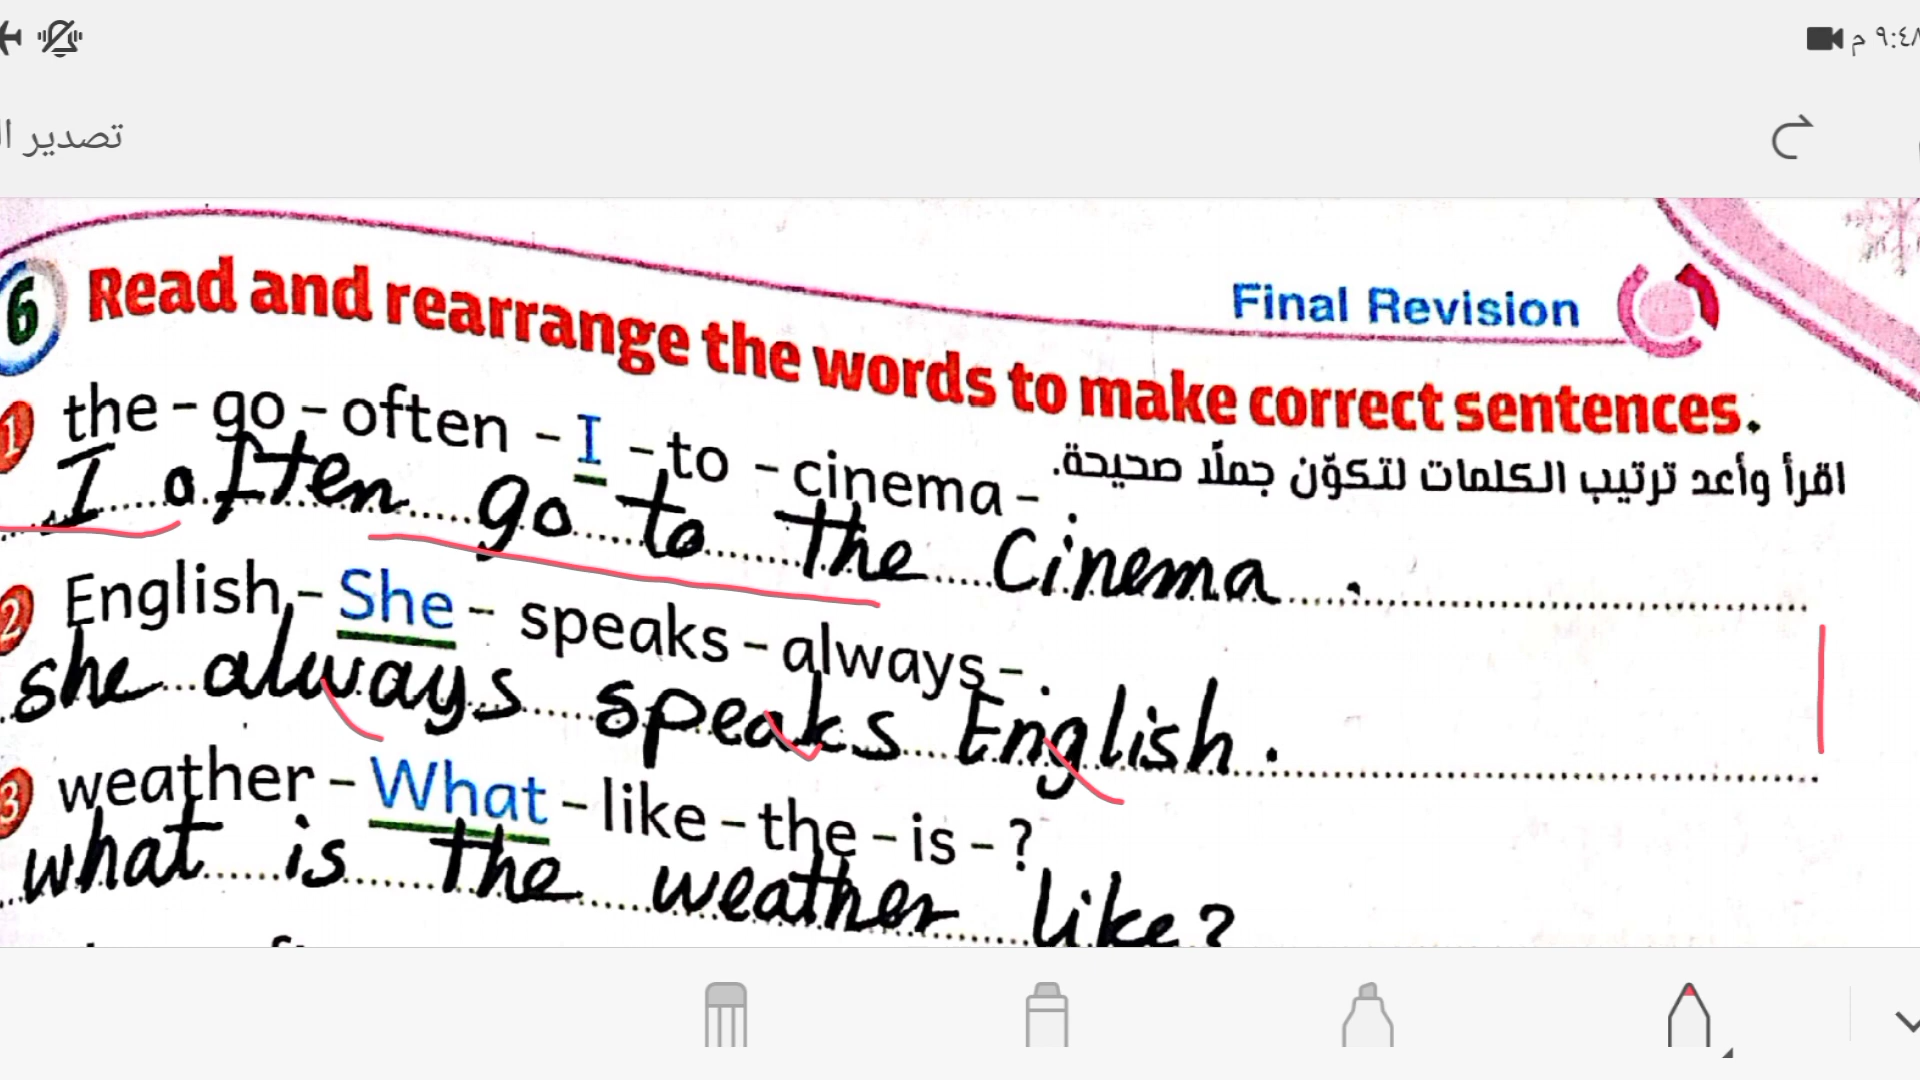 ٩:٤٨ م
تصدير
Final Revision
6 Read and rearrange the words to make correct sentences.
اقرأ وأعد ترتيب الكلمات لتكوّن جملًا صحيحة.
1 the - go - often - I - to - cinema - .
I often go to the Cinema .
2 English - She - speaks - always - .
she always speaks English.
3 weather - What - like - the - is - ?
what is the weather like?